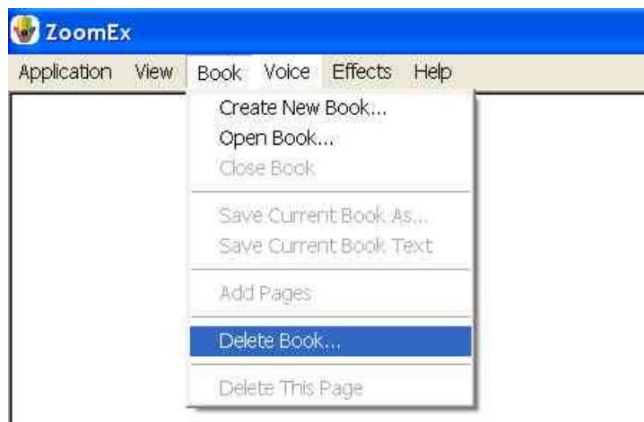 ZoomEx
Application View Book Voice Effects Help
Create New Book...
Open Book...
Close Book
Save Current Book As...
Save Current Book Text
Add Pages
Delete Book...
Delete This Page